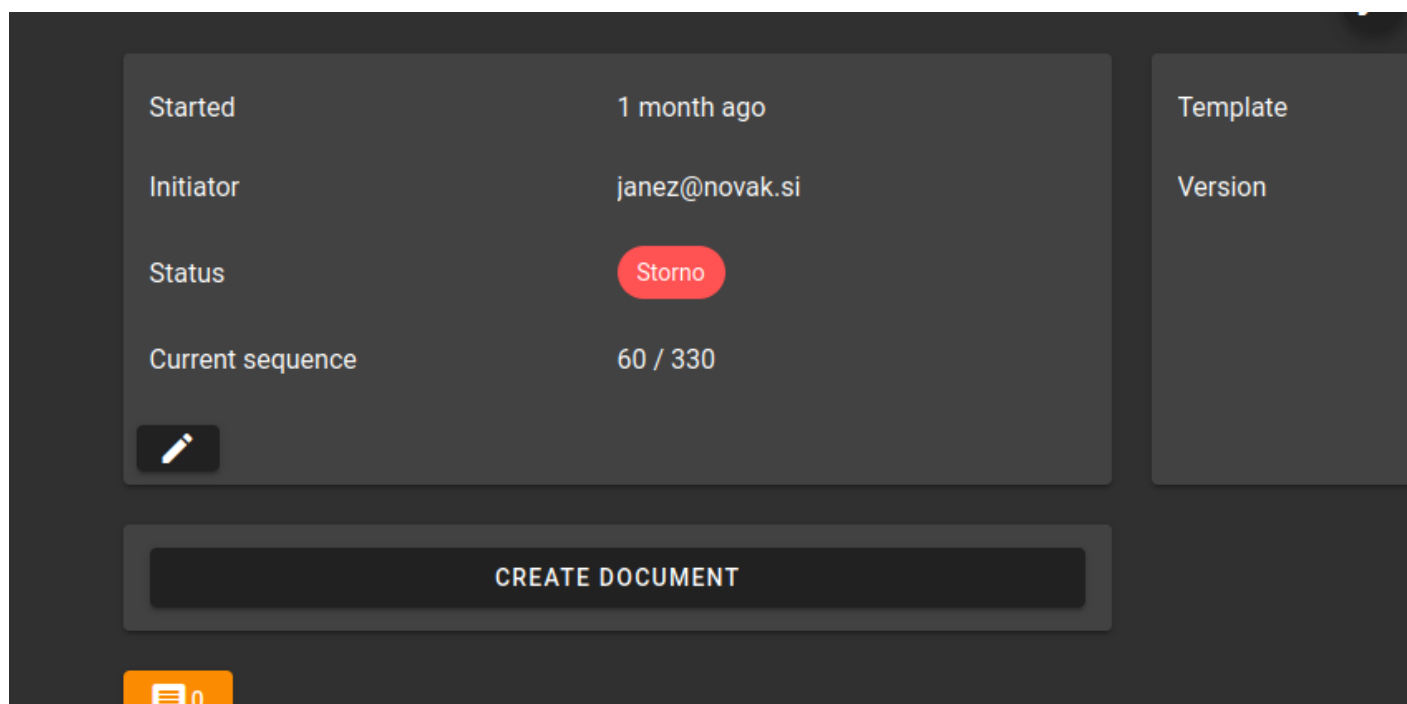 Started 1 month ago
Initiator janez@novak.si
Status Storno
Current sequence 60 / 330
Template
Version
CREATE DOCUMENT
0